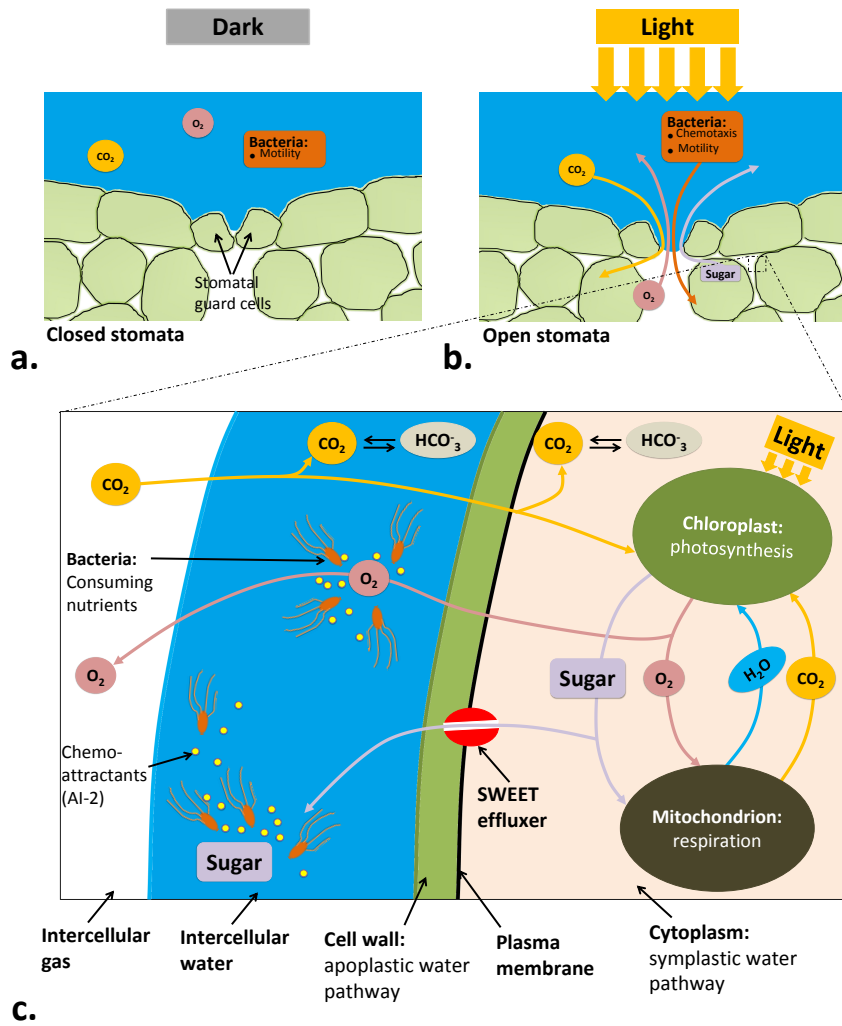 Dark
Light
O2
CO2
Bacteria:
• Motility
Stomatal
guard cells
Closed stomata
a.
Bacteria:
• Chemotaxis
• Motility
CO2
Sugar
O2
Open stomata
b.
CO2
CO2
HCO-3
CO2
HCO-3
Light
Chloroplast:
photosynthesis
Bacteria:
Consuming
nutrients
O2
O2
Sugar
O2
H2O
CO2
Chemo-
attractants
(AI-2)
SWEET
effluxer
Mitochondrion:
respiration
Sugar
Intercellular
gas
Intercellular
water
Cell wall:
apoplastic water
pathway
Plasma
membrane
Cytoplasm:
symplastic water
pathway
c.